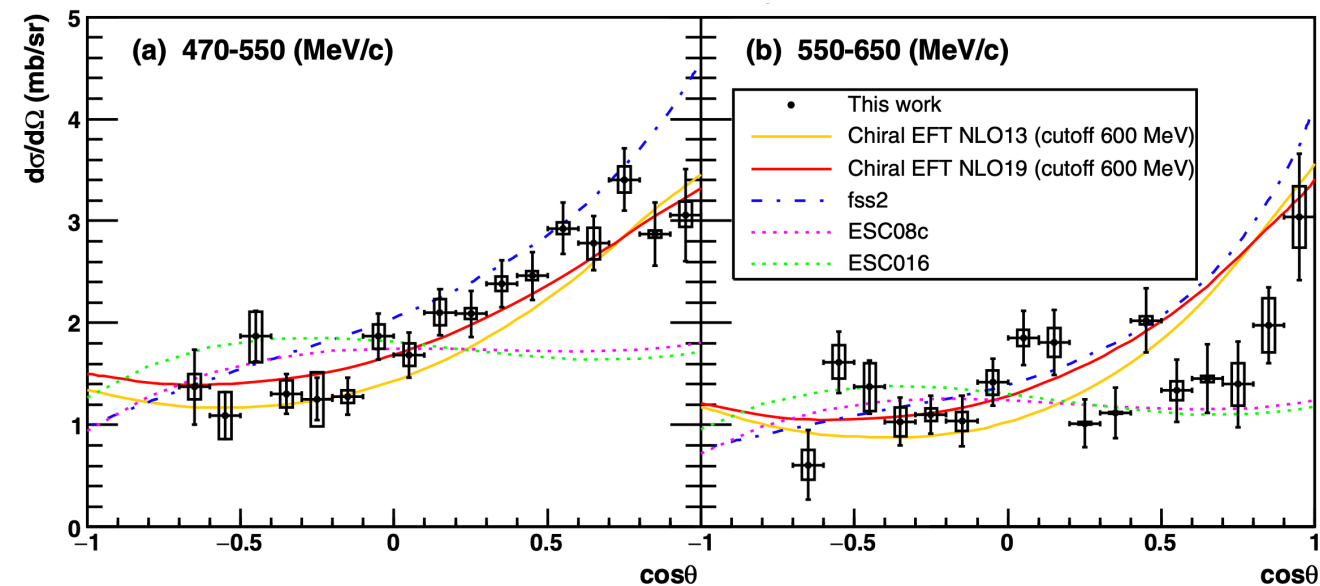 dσ/dΩ (mb/sr)
5
4
3
2
1
0
(a) 470-550 (MeV/c)
−1
−0.5
0
0.5
cosθ
(b) 550-650 (MeV/c)
This work
Chiral EFT NLO13 (cutoff 600 MeV)
Chiral EFT NLO19 (cutoff 600 MeV)
fss2
ESC08c
ESC016
−1
−0.5
0
0.5
1
cosθ